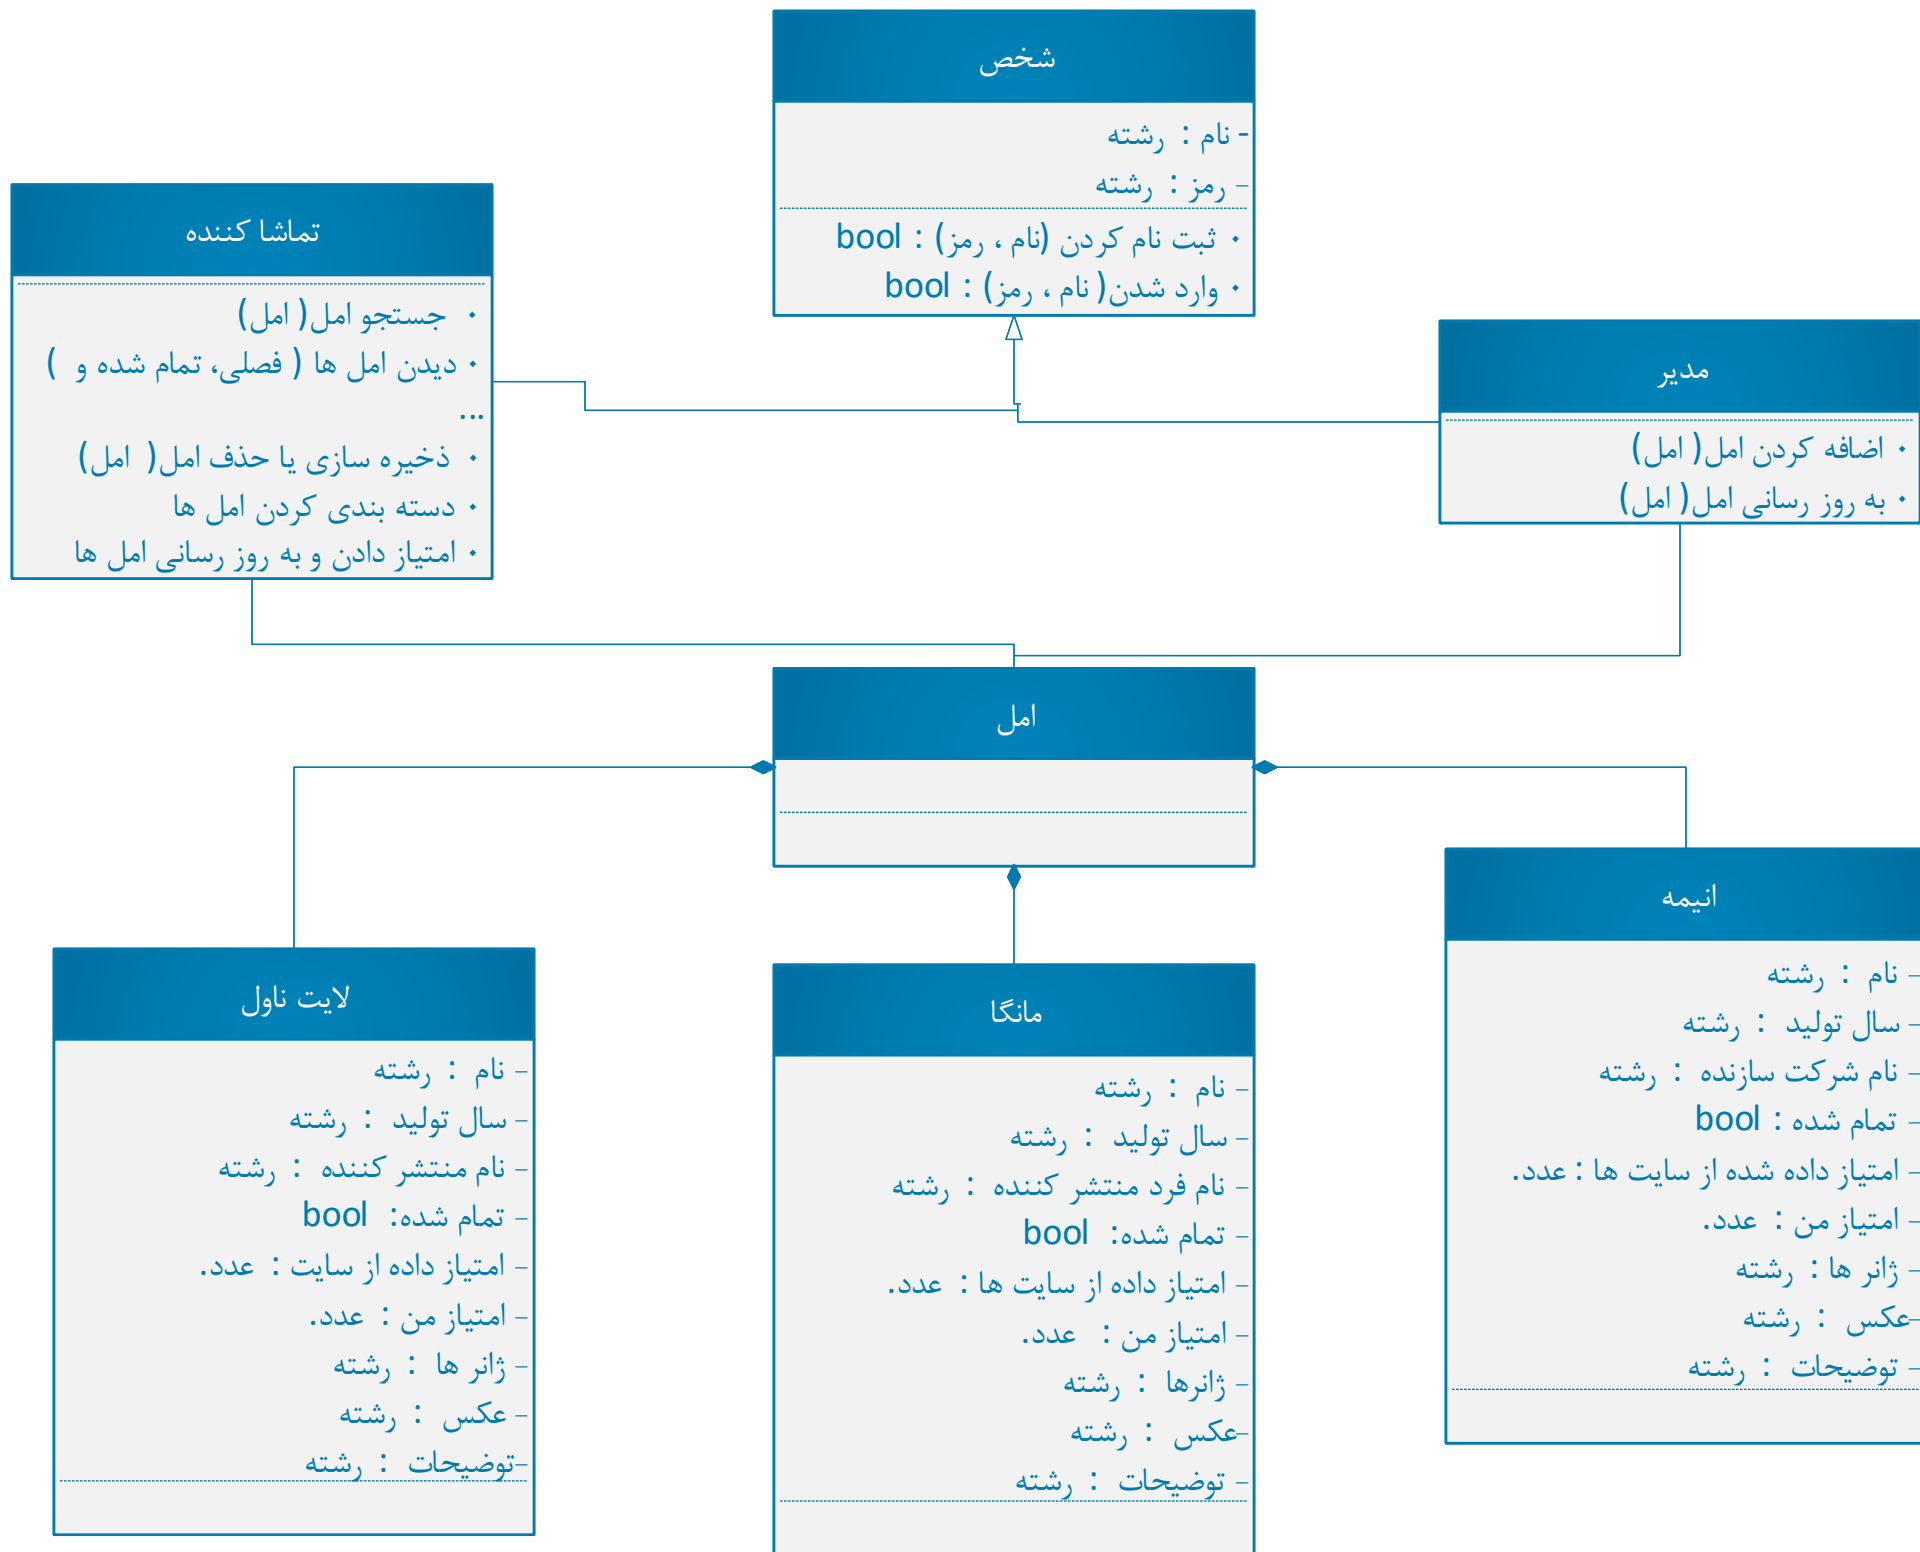 شخص
- نام : رشته
- رمز : رشته
• ثبت نام کردن (نام ، رمز) : bool
• وارد شدن( نام ، رمز) : bool
تماشا کننده
• جستجو امل( امل)
• دیدن امل ها ( فصلی، تمام شده و )
...
• ذخیره سازی یا حذف امل( امل)
• دسته بندی کردن امل ها
• امتیاز دادن و به روز رسانی امل ها
مدیر
• اضافه کردن امل( امل)
• به روز رسانی امل( امل)
امل
انیمه
- نام : رشته
- سال تولید : رشته
- نام شرکت سازنده : رشته
- تمام شده : bool
- امتیاز داده شده از سایت ها : عدد.
- امتیاز من : عدد.
- ژانر ها : رشته
-عکس : رشته
- توضیحات : رشته
مانگا
- نام : رشته
- سال تولید : رشته
- نام فرد منتشر کننده : رشته
- تمام شده: bool
- امتیاز داده از سایت ها : عدد.
- امتیاز من : عدد.
- ژانرها : رشته
-عکس : رشته
- توضیحات : رشته
لایت ناول
- نام : رشته
- سال تولید : رشته
- نام منتشر کننده : رشته
- تمام شده: bool
- امتیاز داده از سایت : عدد.
- امتیاز من : عدد.
- ژانر ها : رشته
- عکس : رشته
-توضیحات : رشته